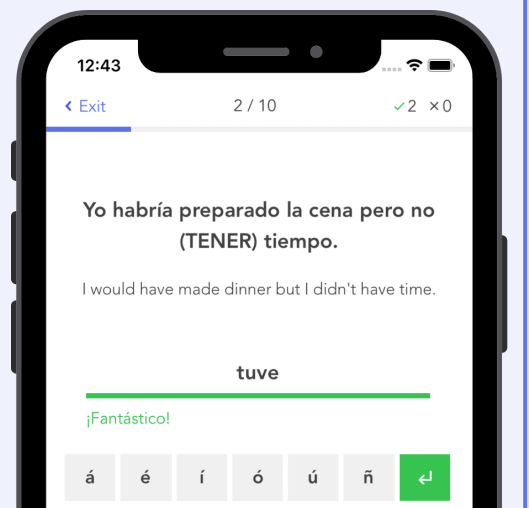 12:43
Exit
2 / 10
✓2 ×0
Yo habría preparado la cena pero no
(TENER) tiempo.
I would have made dinner but I didn't have time.
tuve
¡Fantástico!
á é í ó ú ñ